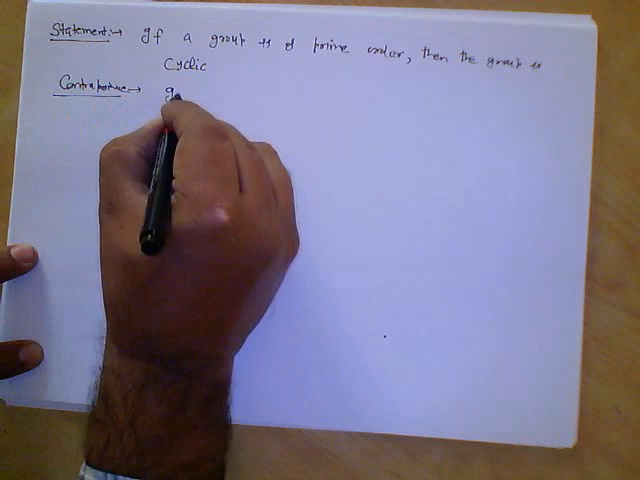 Statement:→ If a group is of prime order, then the group is
Cyclic
Contrapositive→ I